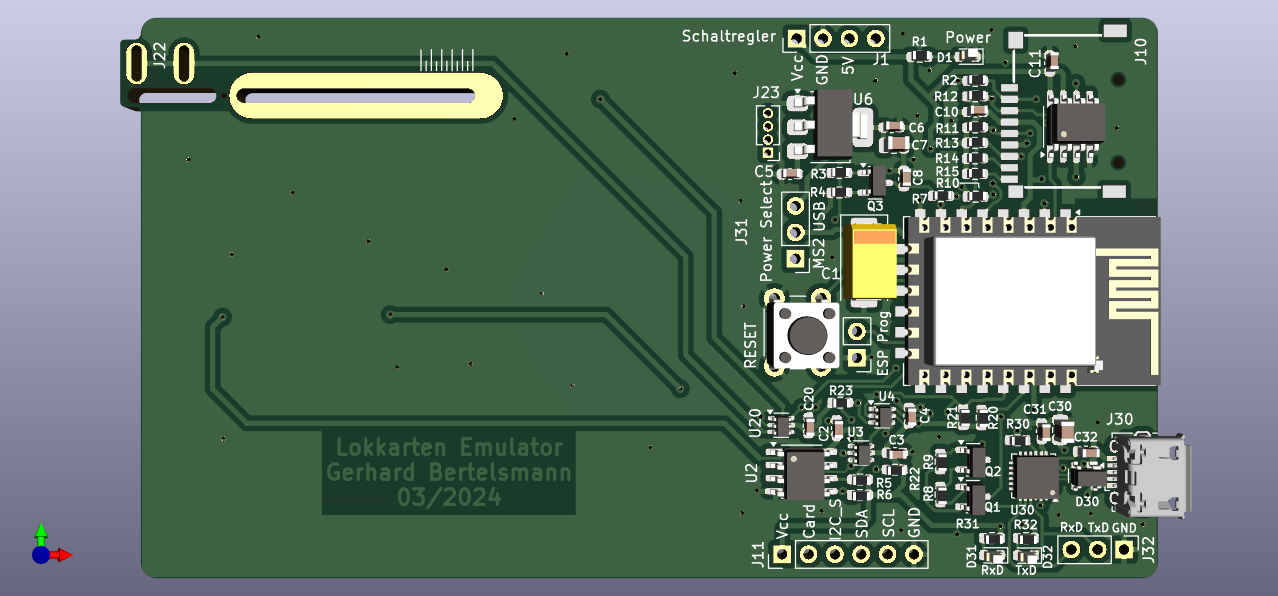 Schaltregler
Vcc
GND
5V
J1
R1
Power
D1
J10
J22
C11
R2
R12
C10
R11
R13
R14
R15
R10
R7
J23
U6
C6
C7
C5
R3
R4
Q3
C8
J31
Power Select
MS2 USB
C1
RESET
ESP Prog
U20
C20
R23
C2
U3
U4
C4
C3
R21
R20
R30
C31
C30
J30
C32
U2
R5
R6
R22
R9
R8
Q2
Q1
U30
D30
Lokkarten Emulator
Gerhard Bertelsmann
03/2024
J11
Vcc
Card
I2C_S
SDA
SCL
GND
R31
R32
D31
RxD
TxD
D32
RxD TxD GND
J32